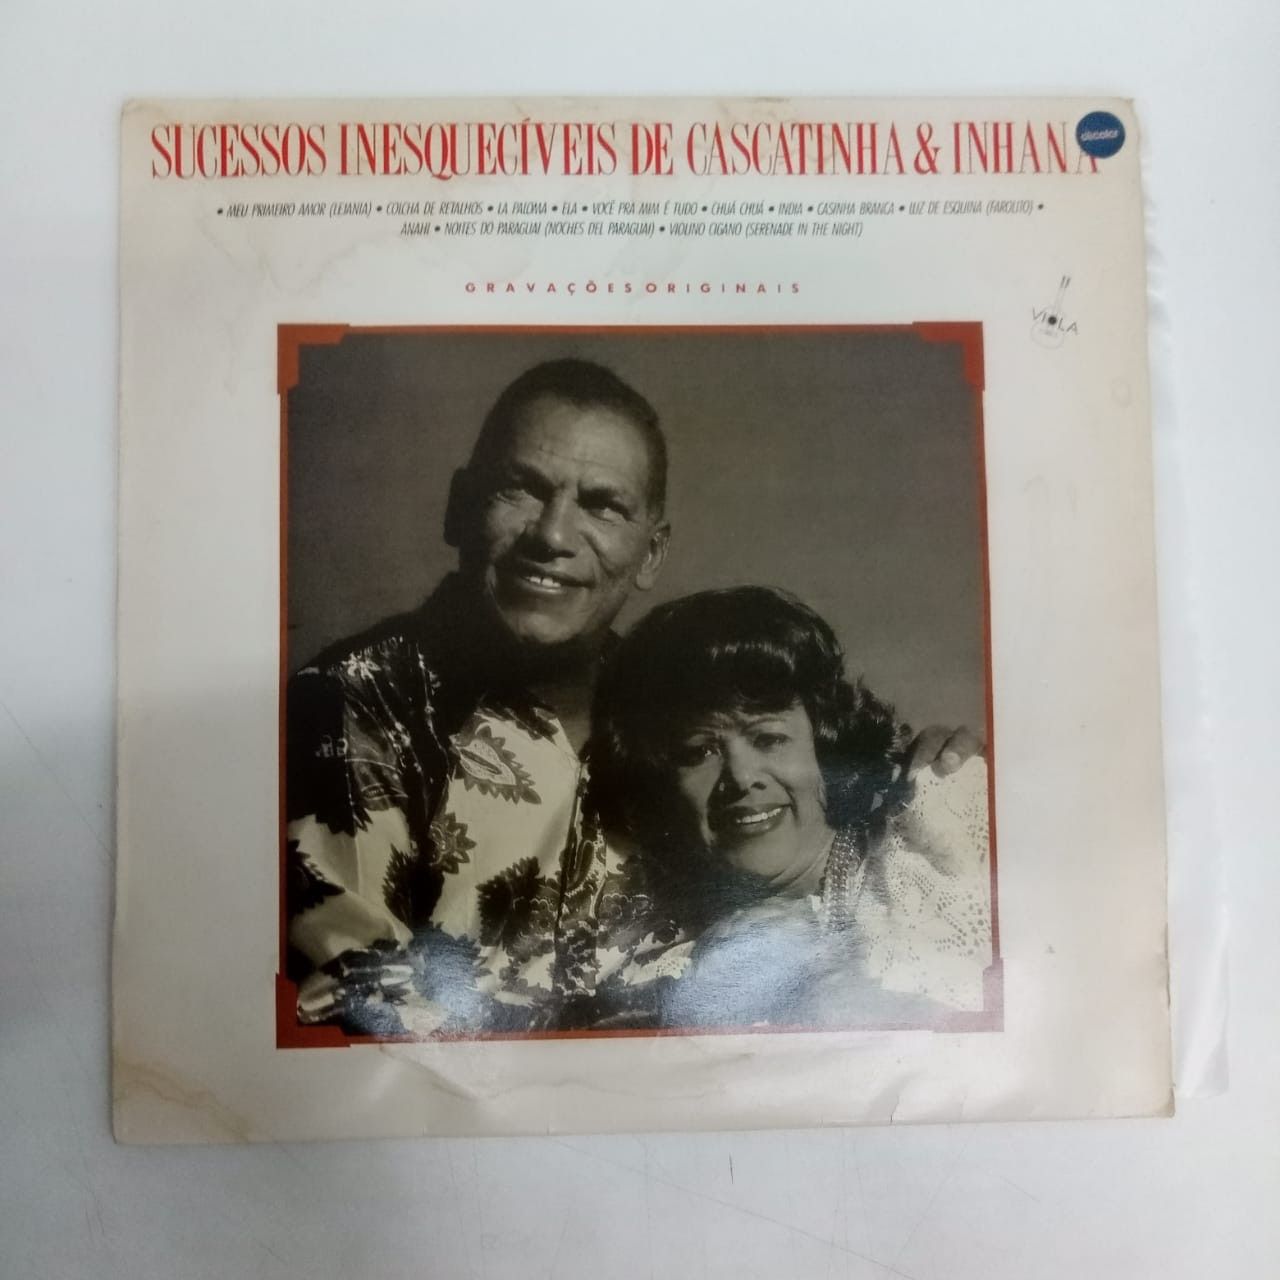 SUCESSOS INESQUECÍVEIS DE CASCATINHA & INHANA
discolar
• MEU PRIMEIRO AMOR (LEJANIA) • COLCHA DE RETALHOS • LA PALOMA • ELA • VOCÊ PRA MIM É TUDO • CHUÁ CHUÁ • INDIA • CASINHA BRANCA • LUZ DE ESQUINA (FAROLITO) •
ANAHI • NOITES DO PARAGUAI (NOCHES DEL PARAGUAI) • VIOLINO CIGANO (SERENADE IN THE NIGHT)
GRAVAÇÕES ORIGINAIS
VIOLA